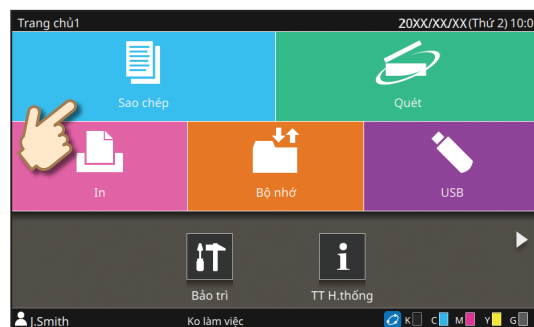 Trang chủ1 20XX/XX/XX(Thứ 2) 10:0
Sao chép Quét
In Bộ nhớ USB
Bảo trì TT H.thống
J.Smith Ko làm việc K C M Y G